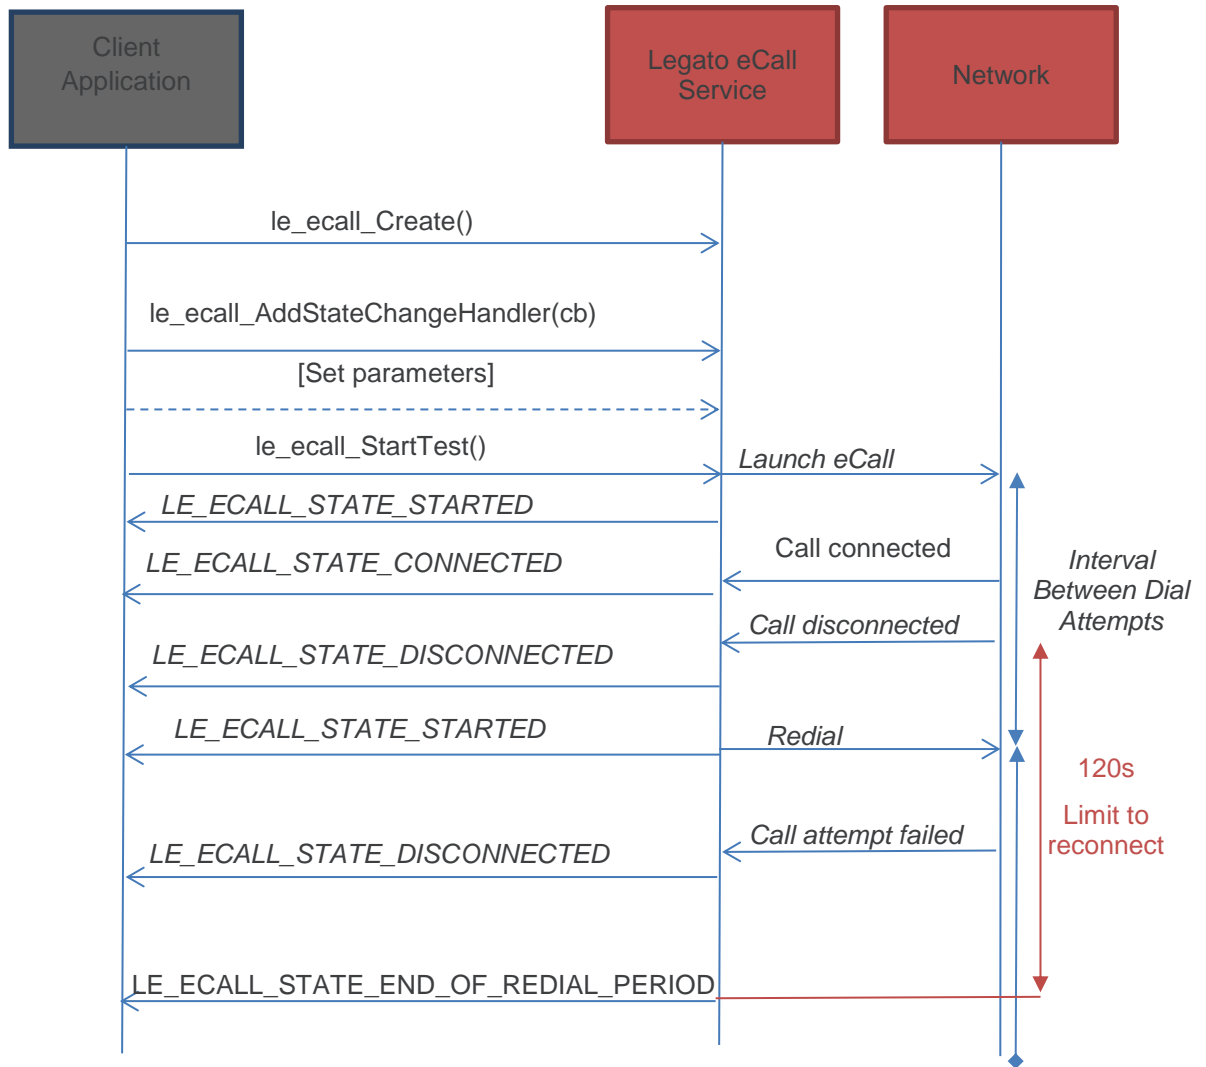 Client
Application
Legato eCall
Service
Network
le_ecall_Create()
le_ecall_AddStateChangeHandler(cb)
[Set parameters]
le_ecall_StartTest()
Launch eCall
LE_ECALL_STATE_STARTED
Call connected
LE_ECALL_STATE_CONNECTED
Interval
Between Dial
Attempts
Call disconnected
LE_ECALL_STATE_DISCONNECTED
LE_ECALL_STATE_STARTED
Redial
120s
Limit to
reconnect
Call attempt failed
LE_ECALL_STATE_DISCONNECTED
LE_ECALL_STATE_END_OF_REDIAL_PERIOD